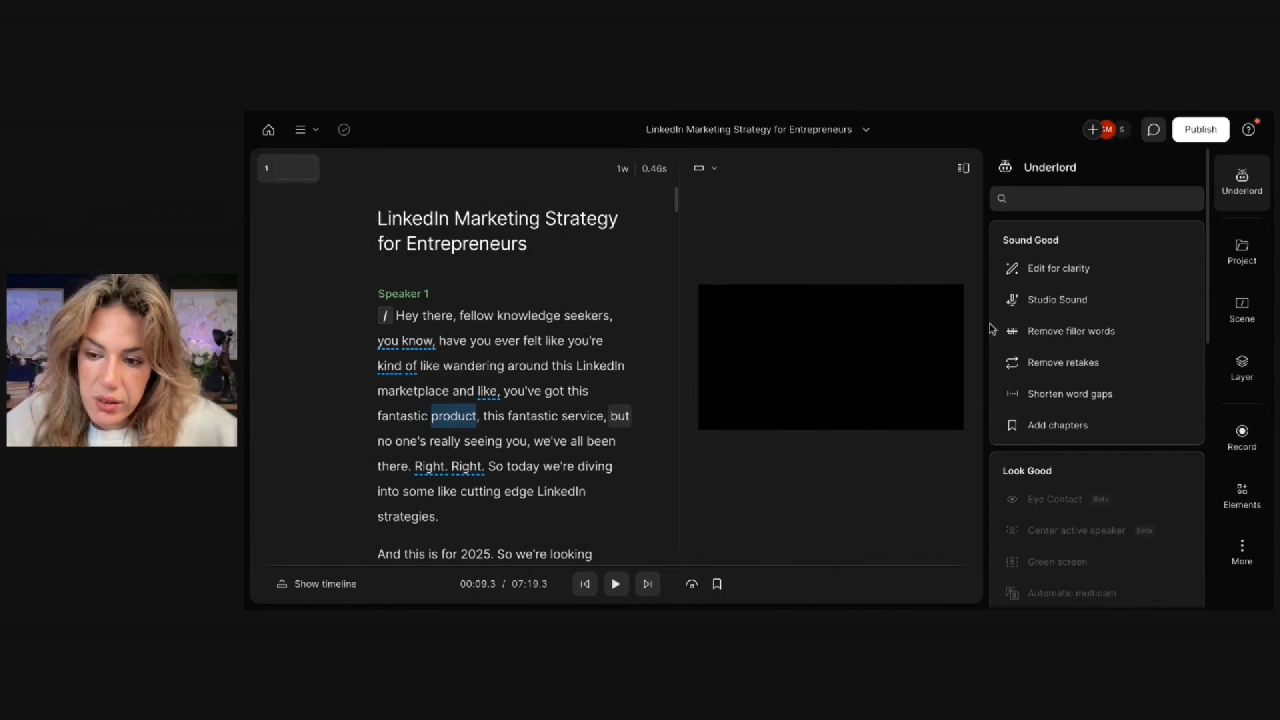 LinkedIn Marketing Strategy for Entrepreneurs
GM
S
Publish
1
1w
0.46s
LinkedIn Marketing Strategy
for Entrepreneurs
Speaker 1
/ Hey there, fellow knowledge seekers,
you know, have you ever felt like you're
kind of like wandering around this LinkedIn
marketplace and like, you've got this
fantastic product, this fantastic service, but
no one's really seeing you, we've all been
there. Right. Right. So today we're diving
into some like cutting edge LinkedIn
strategies.
And this is for 2025. So we're looking
Show timeline
00:09.3 / 07:19.3
Underlord
Sound Good
Edit for clarity
Studio Sound
Remove filler words
Remove retakes
Shorten word gaps
Add chapters
Look Good
Eye Contact Beta
Center active speaker Beta
Green screen
Automatic multicam
Underlord
Project
Scene
Layer
Record
Elements
More